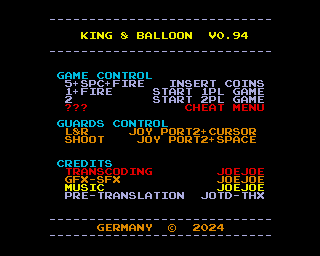 KING & BALLOON V0.94
GAME CONTROL
5+SPC+FIRE INSERT COINS
1+FIRE START 1PL GAME
2 START 2PL GAME
??? CHEAT MENU
GUARDS CONTROL
L&R JOY PORT2+CURSOR
SHOOT JOY PORT2+SPACE
CREDITS
TRANSCODING JOEJOE
GFX-SFX JOEJOE
MUSIC JOEJOE
PRE-TRANSLATION JOTD-THX
GERMANY © 2024